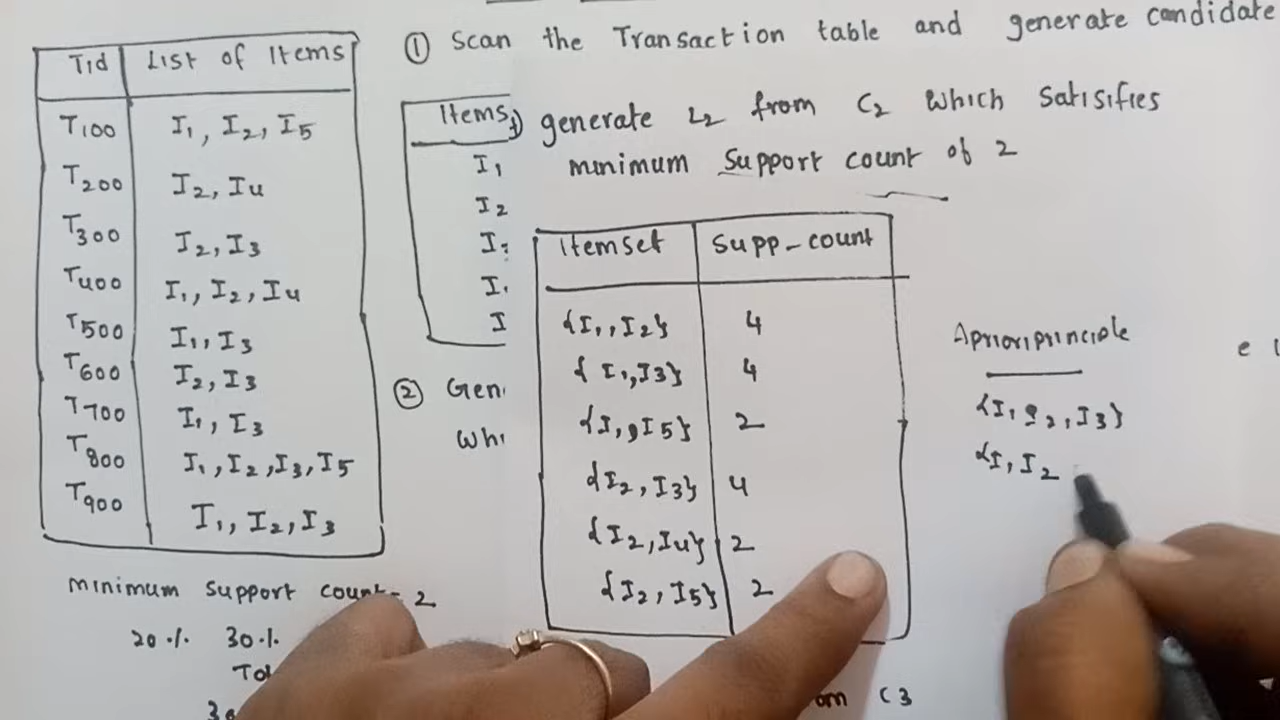 Tid List of Items
T100 I1, I2, I5
T200 I2, I4
T300 I2, I3
T400 I1, I2, I4
T500 I1, I3
T600 I2, I3
T700 I1, I3
T800 I1, I2, I3, I5
T900 I1, I2, I3
minimum support count- 2
20 ·/· 30·/·
① Scan the Transaction table and generate candidate
Items
I1
I2
② Gen
generate L2 from C2 which satisifies
minimum support count of 2
Itemset Supp-count
{I1, I2} 4
{I1, I3} 4
{I1, I5} 2
{I2, I3} 4
{I2, I4} 2
{I2, I5} 2
Aprioriprinciple
{I1, I2, I3}
{I1 I2
C3